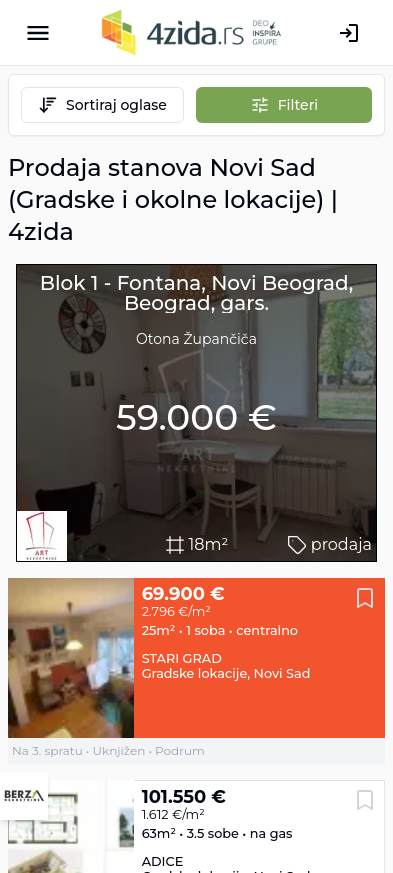 4zida.rs
DEO
INSPIRA
GRUPE
Sortiraj oglase
Filteri
Prodaja stanova Novi Sad
(Gradske i okolne lokacije) |
4zida
Blok 1 - Fontana, Novi Beograd,
Beograd, gars.
Otona Župančiča
59.000 €
ART
NEKRETNINE
ART
NEKRETNINE
18m²
prodaja
69.900 €
2.796 €/m²
25m² • 1 soba • centralno
STARI GRAD
Gradske lokacije, Novi Sad
Na 3. spratu • Uknjižen • Podrum
BERZA
NEKRETNINE
101.550 €
1.612 €/m²
63m² • 3.5 sobe • na gas
ADICE